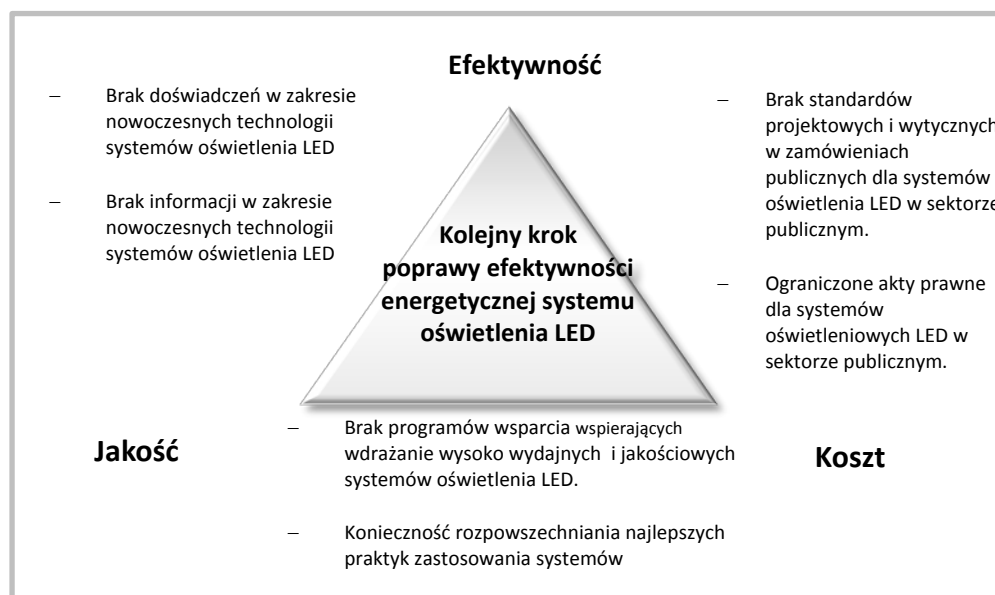 Efektywność
– Brak doświadczeń w zakresie
nowoczesnych technologii
systemów oświetlenia LED
– Brak informacji w zakresie
nowoczesnych technologii
systemów oświetlenia LED
– Brak standardów
projektowych i wytycznych
w zamówieniach
publicznych dla systemów
oświetlenia LED w sektorze
publicznym.
– Ograniczone akty prawne
dla systemów
oświetleniowych LED w
sektorze publicznym.
Kolejny krok
poprawy efektywności
energetycznej systemu
oświetlenia LED
Jakość
– Brak programów wsparcia wspierających
wdrażanie wysoko wydajnych i jakościowych
systemów oświetlenia LED.
– Konieczność rozpowszechniania najlepszych
praktyk zastosowania systemów
Koszt